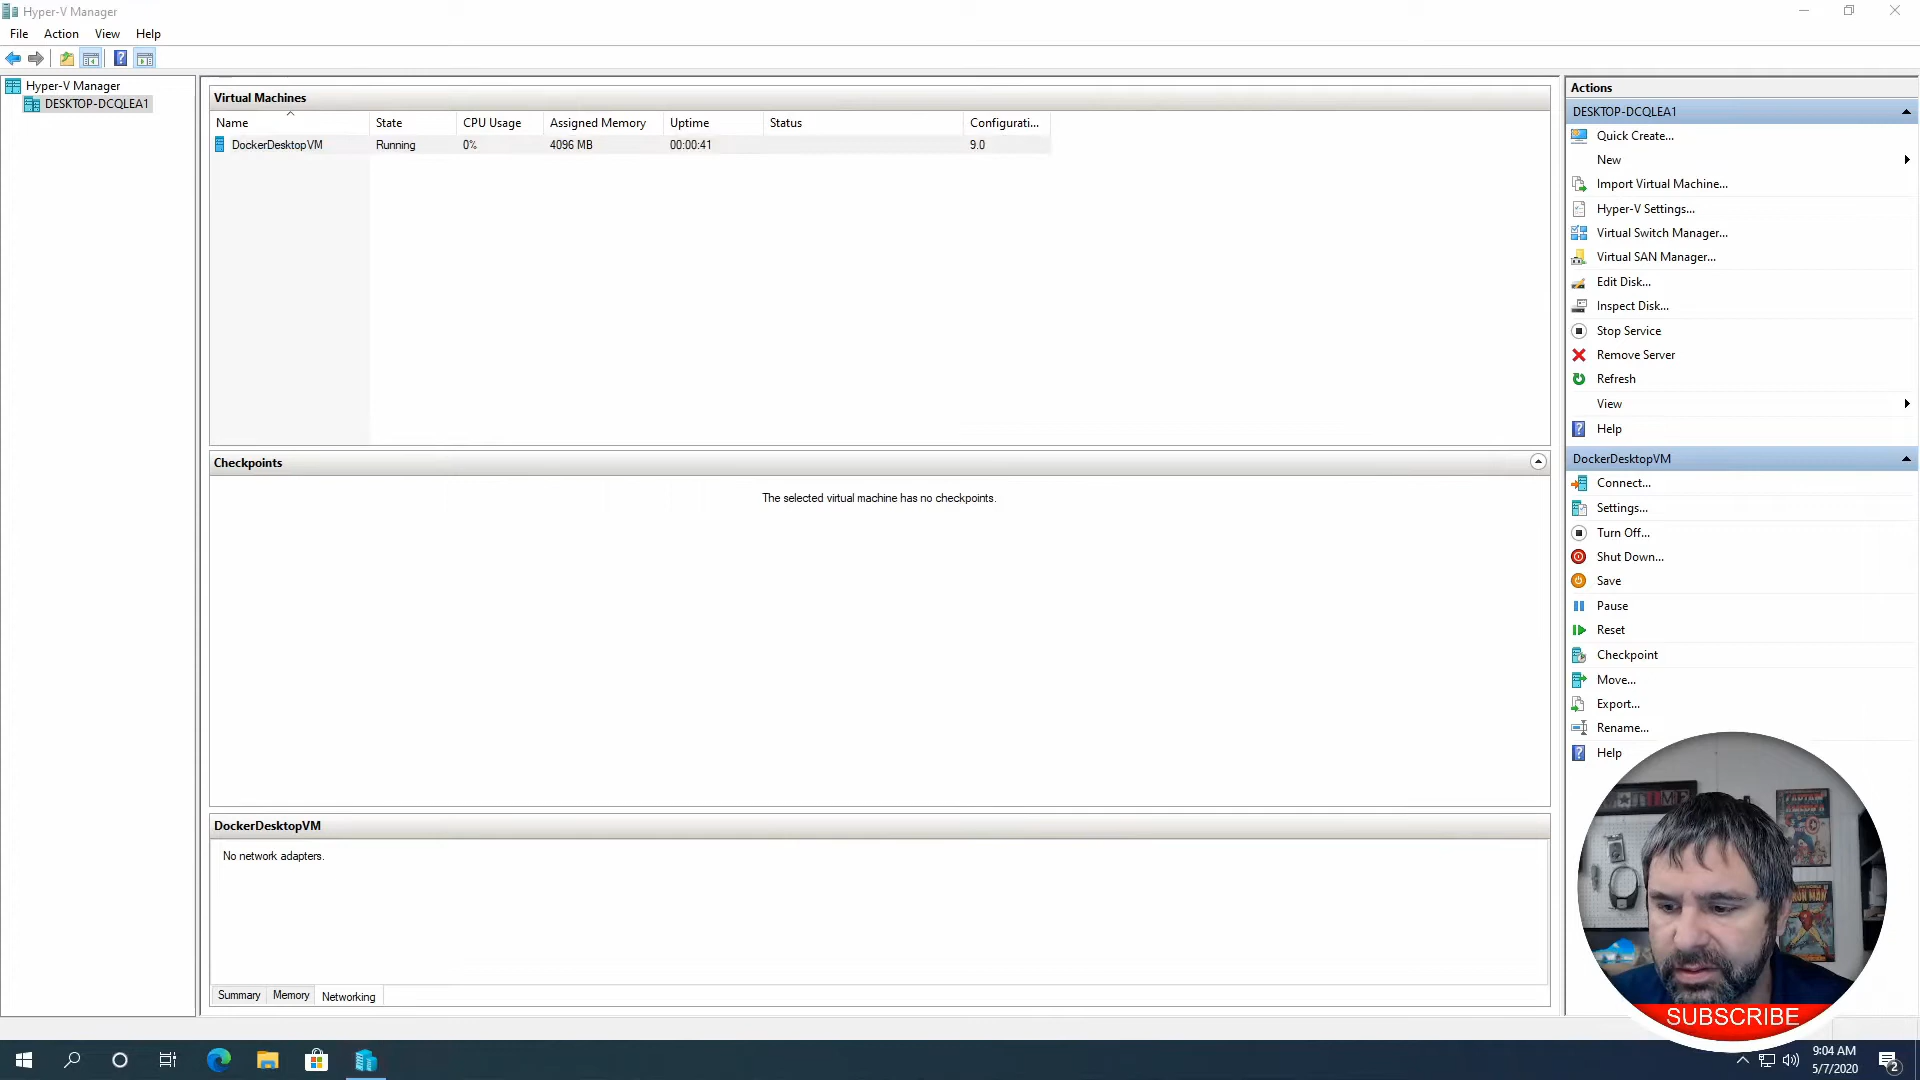 Hyper-V Manager
File Action View Help
Hyper-V Manager
DESKTOP-DCQLEA1
Virtual Machines
Name State CPU Usage Assigned Memory Uptime Status Configurati...
DockerDesktopVM Running 0% 4096 MB 00:00:41 9.0
Checkpoints
The selected virtual machine has no checkpoints.
DockerDesktopVM
No network adapters.
Summary Memory Networking
Actions
DESKTOP-DCQLEA1
Quick Create...
New
Import Virtual Machine...
Hyper-V Settings...
Virtual Switch Manager...
Virtual SAN Manager...
Edit Disk...
Inspect Disk...
Stop Service
Remove Server
Refresh
View
Help
DockerDesktopVM
Connect...
Settings...
Turn Off...
Shut Down...
Save
Pause
Reset
Checkpoint
Move...
Export...
Rename...
Help
CAPTAIN
IRON MAN
SUBSCRIBE
9:04 AM
5/7/2020
2